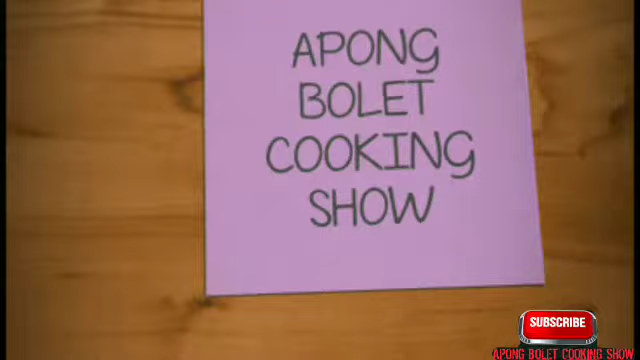 APONG
BOLET
COOKING
SHOW
SUBSCRIBE
APONG BOLET COOKING SHOW